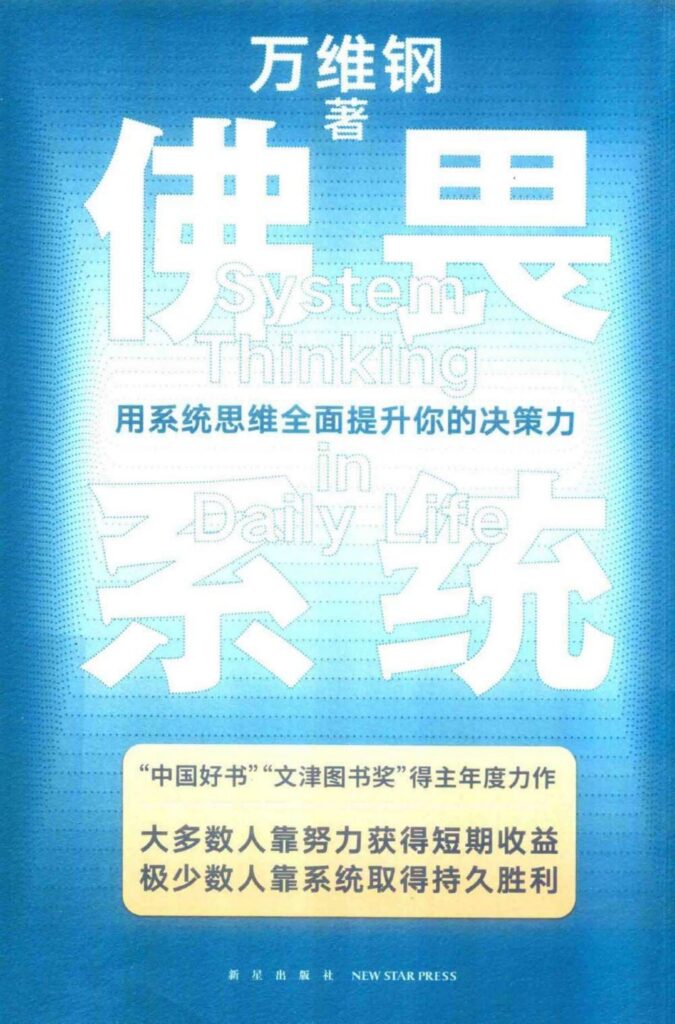 万维钢
著
佛畏
System
Thinking
用系统思维全面提升你的决策力
in
Daily Life
系统
“中国好书”“文津图书奖”得主年度力作
大多数人靠努力获得短期收益
极少数人靠系统取得持久胜利
新星出版社 NEW STAR PRESS